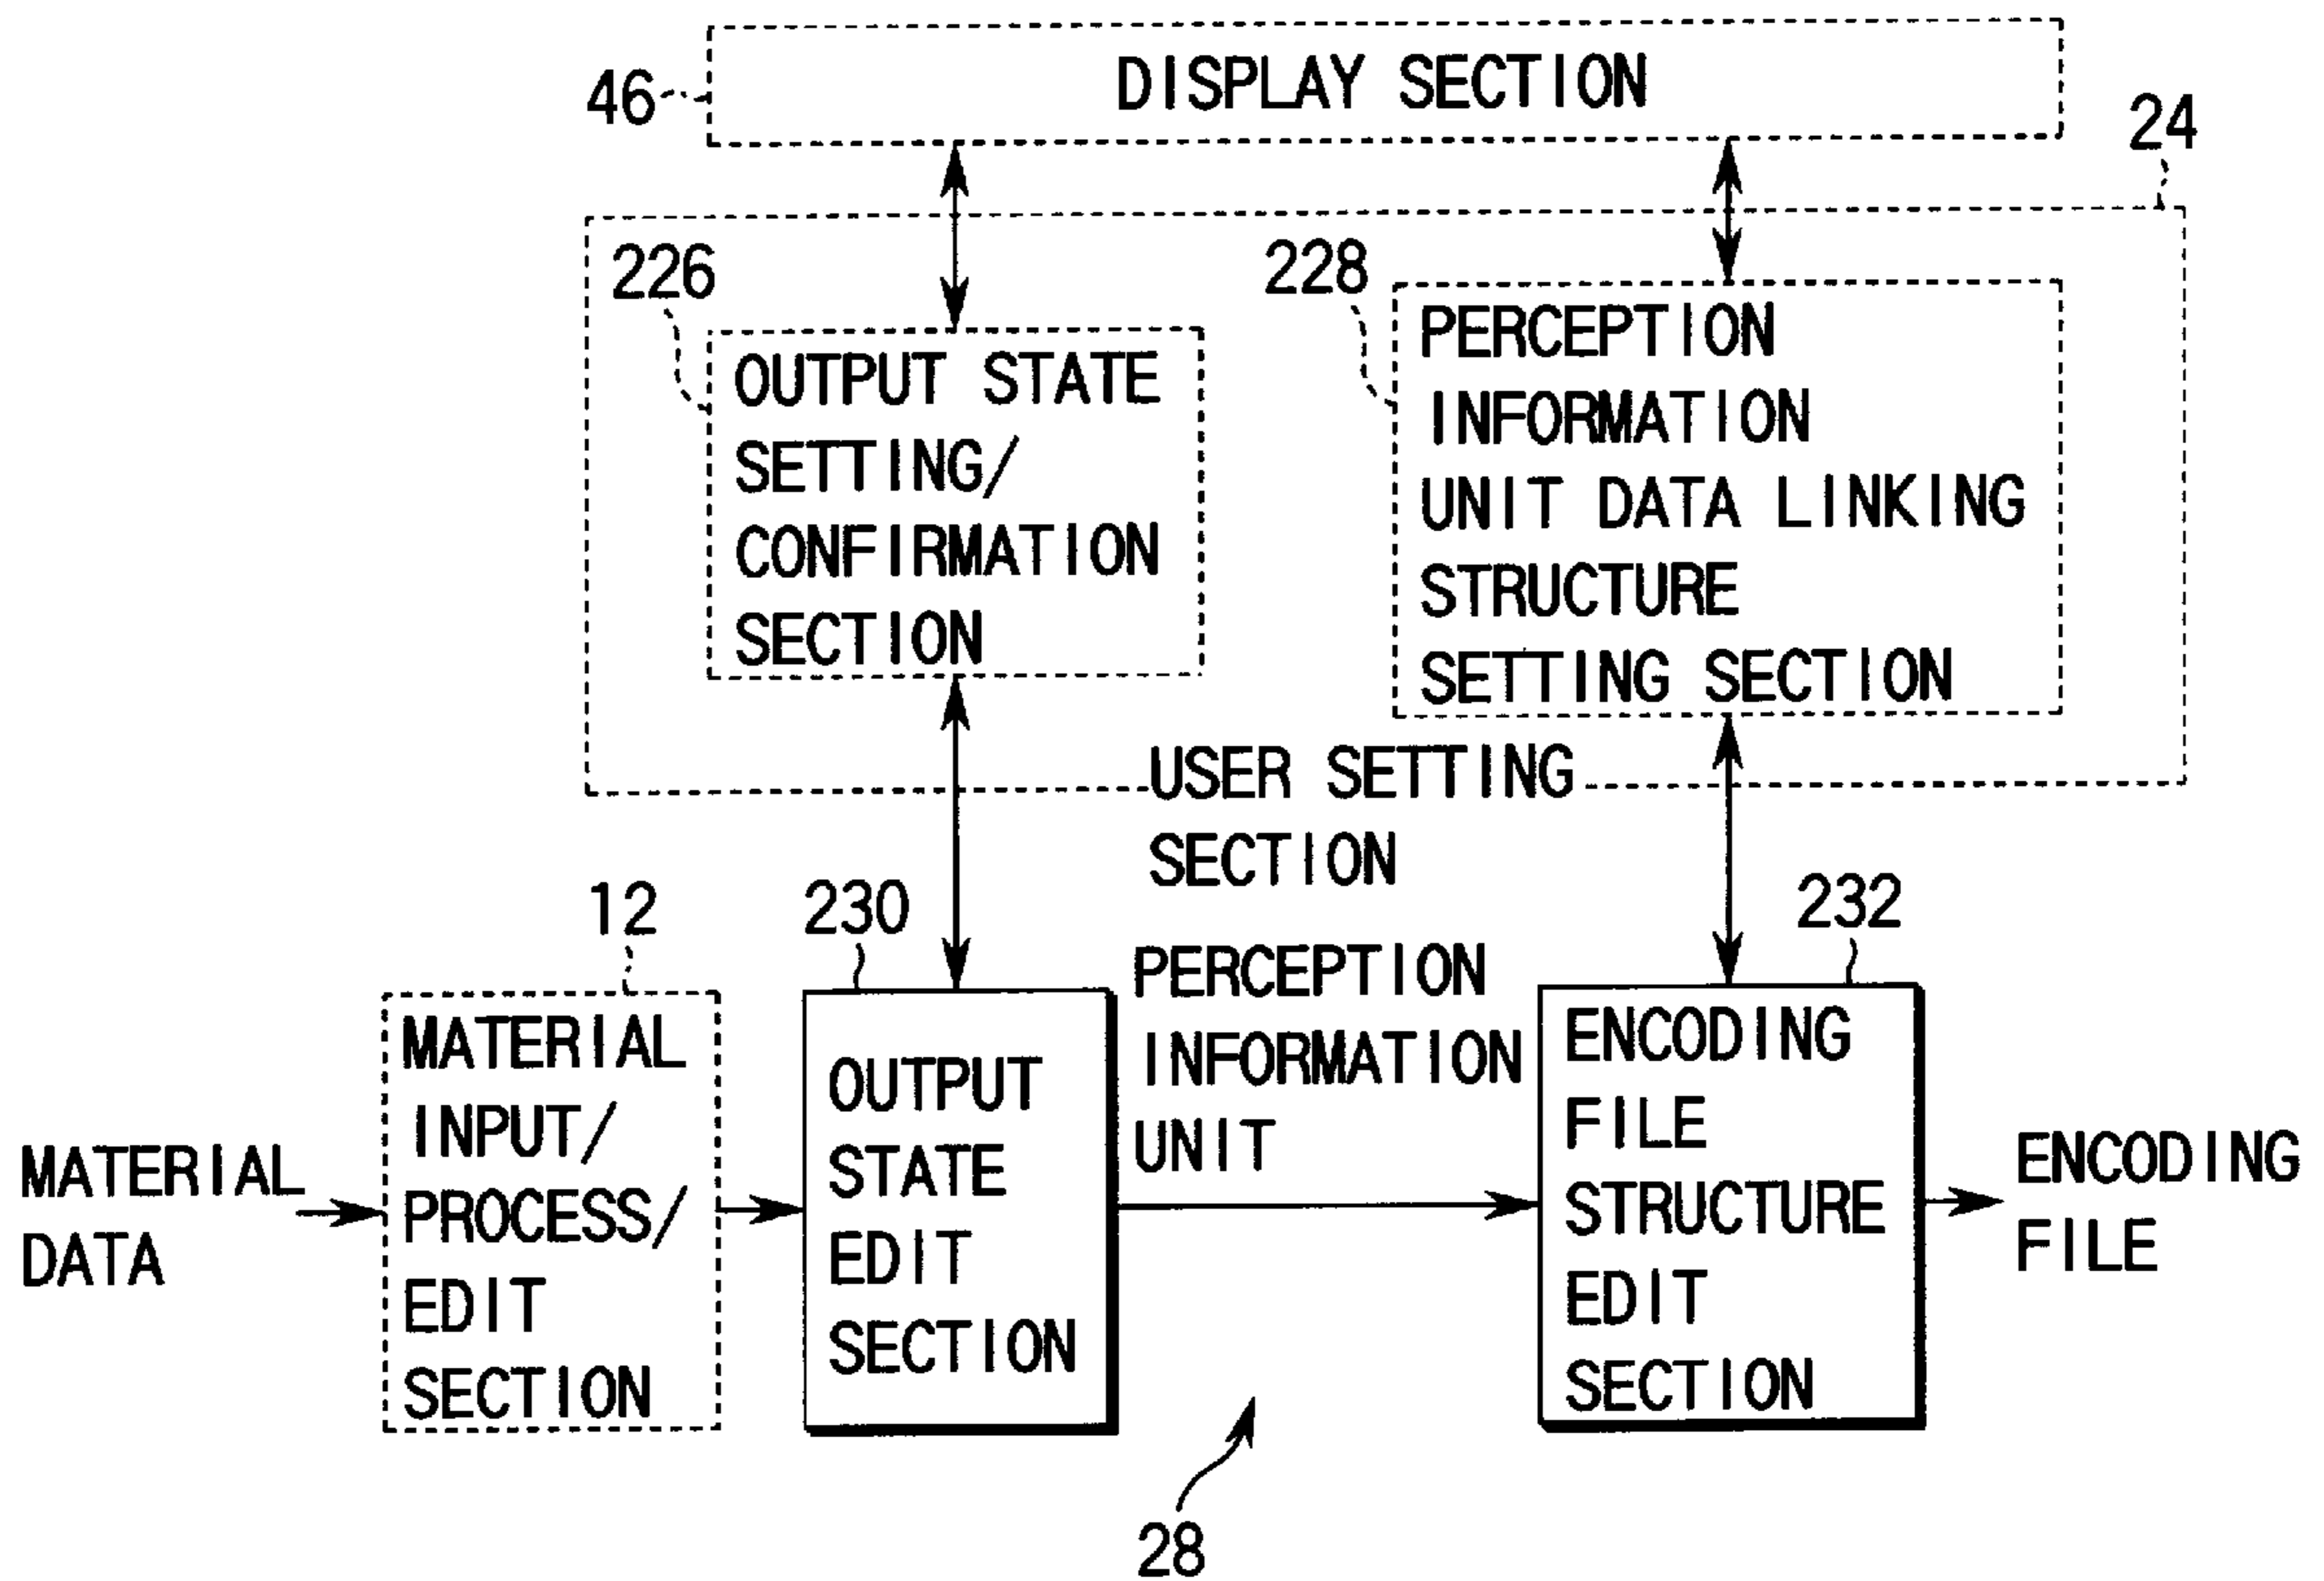 DISPLAY SECTION
46
24
226
228
OUTPUT STATE
SETTING/
CONFIRMATION
SECTION
PERCEPTION
INFORMATION
UNIT DATA LINKING
STRUCTURE
SETTING SECTION
USER SETTING
SECTION
12
230
232
PERCEPTION
INFORMATION
UNIT
MATERIAL
DATA
MATERIAL
INPUT/
PROCESS/
EDIT
SECTION
OUTPUT
STATE
EDIT
SECTION
ENCODING
FILE
STRUCTURE
EDIT
SECTION
ENCODING
FILE
28